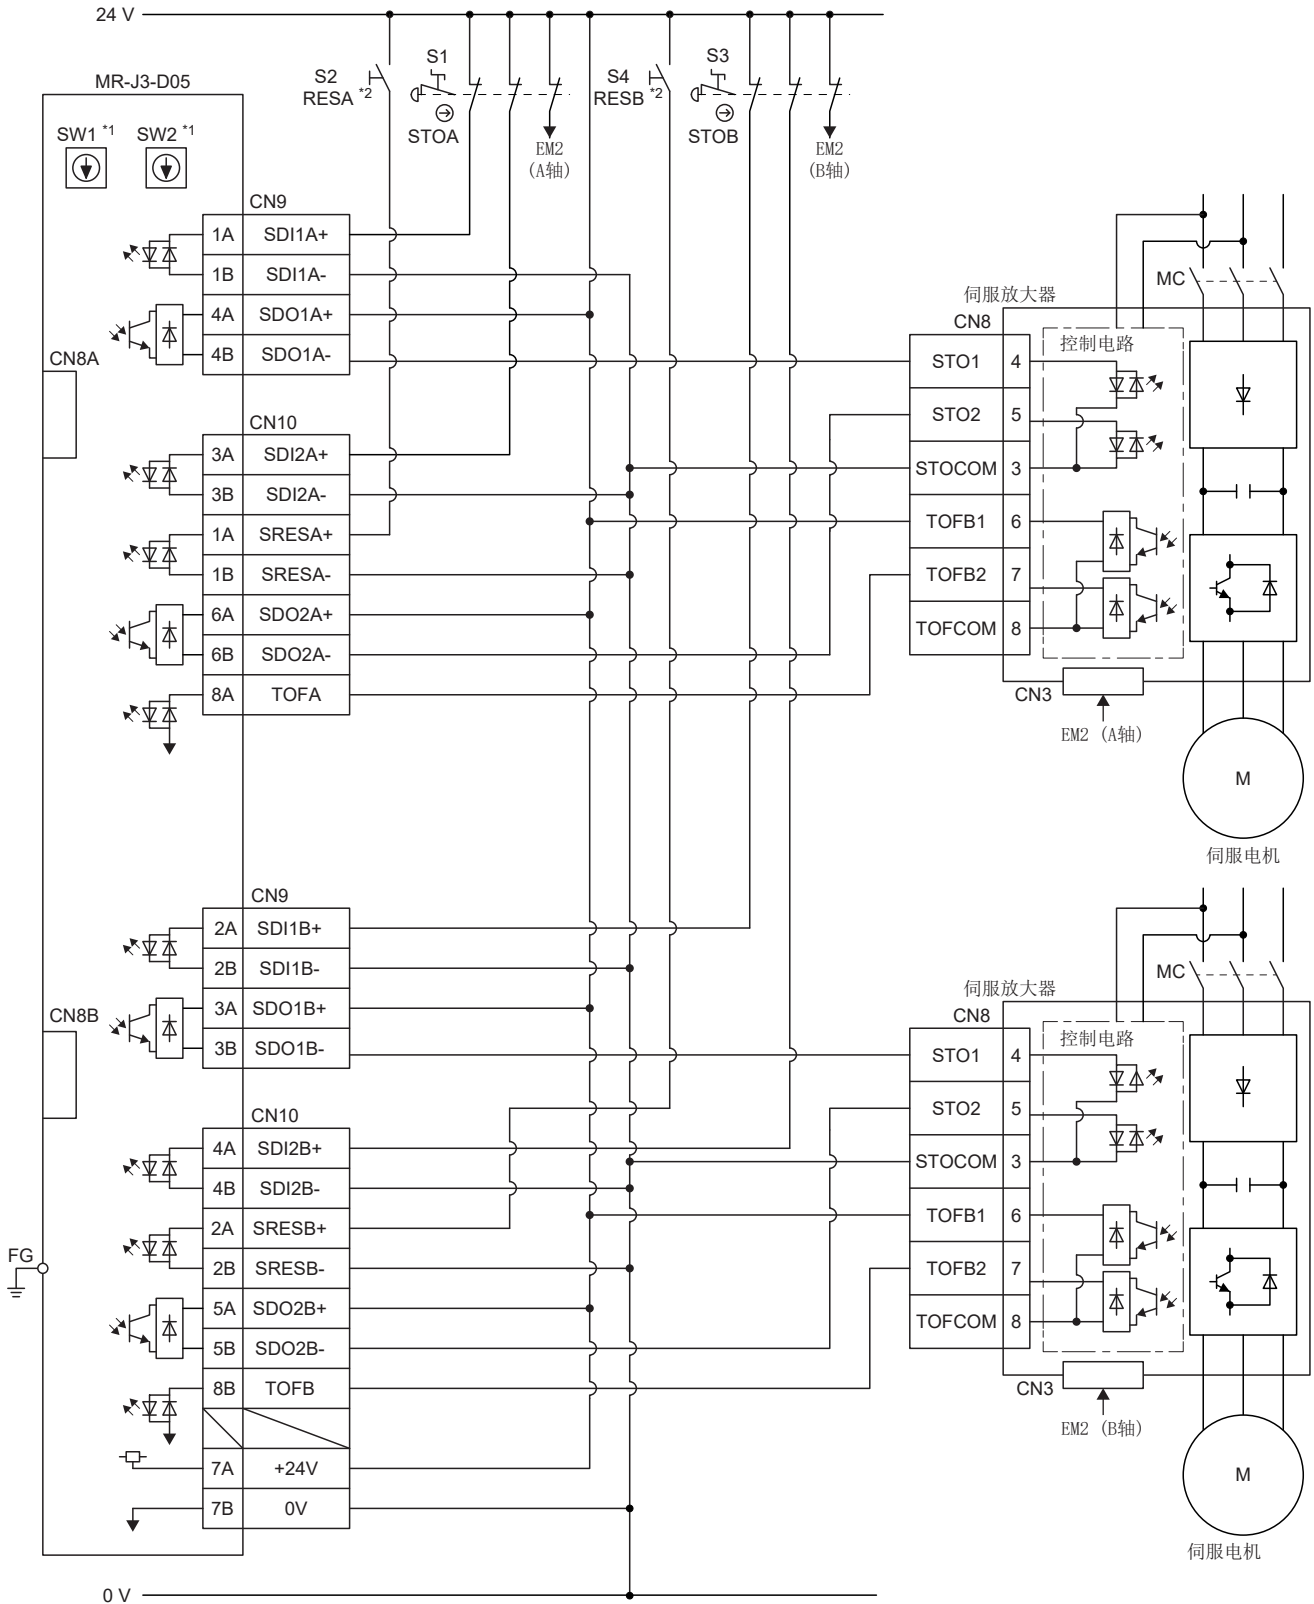 24 V
MR-J3-D05
SW1 *1
SW2 *1
S2
RESA *2
S1
STOA
EM2
(A轴)
S4
RESB *2
S3
STOB
EM2
(B轴)
CN9
1A SDI1A+
1B SDI1A-
4A SDO1A+
4B SDO1A-
CN8A
CN10
3A SDI2A+
3B SDI2A-
1A SRESA+
1B SRESA-
6A SDO2A+
6B SDO2A-
8A TOFA
MC
伺服放大器
CN8
控制电路
STO1 4
STO2 5
STOCOM 3
TOFB1 6
TOFB2 7
TOFCOM 8
CN3
EM2 (A轴)
M
伺服电机
CN9
2A SDI1B+
2B SDI1B-
3A SDO1B+
3B SDO1B-
CN8B
CN10
4A SDI2B+
4B SDI2B-
2A SRESB+
2B SRESB-
5A SDO2B+
5B SDO2B-
8B TOFB
7A +24V
7B 0V
FG
MC
伺服放大器
CN8
控制电路
STO1 4
STO2 5
STOCOM 3
TOFB1 6
TOFB2 7
TOFCOM 8
CN3
EM2 (B轴)
M
伺服电机
0 V